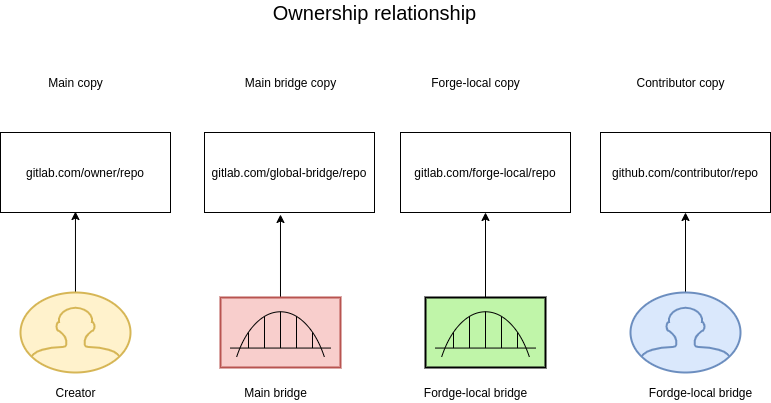 Ownership relationship
Main copy
Main bridge copy
Forge-local copy
Contributor copy
gitlab.com/owner/repo
gitlab.com/global-bridge/repo
gitlab.com/forge-local/repo
github.com/contributor/repo
Creator
Main bridge
Fordge-local bridge
Fordge-local bridge